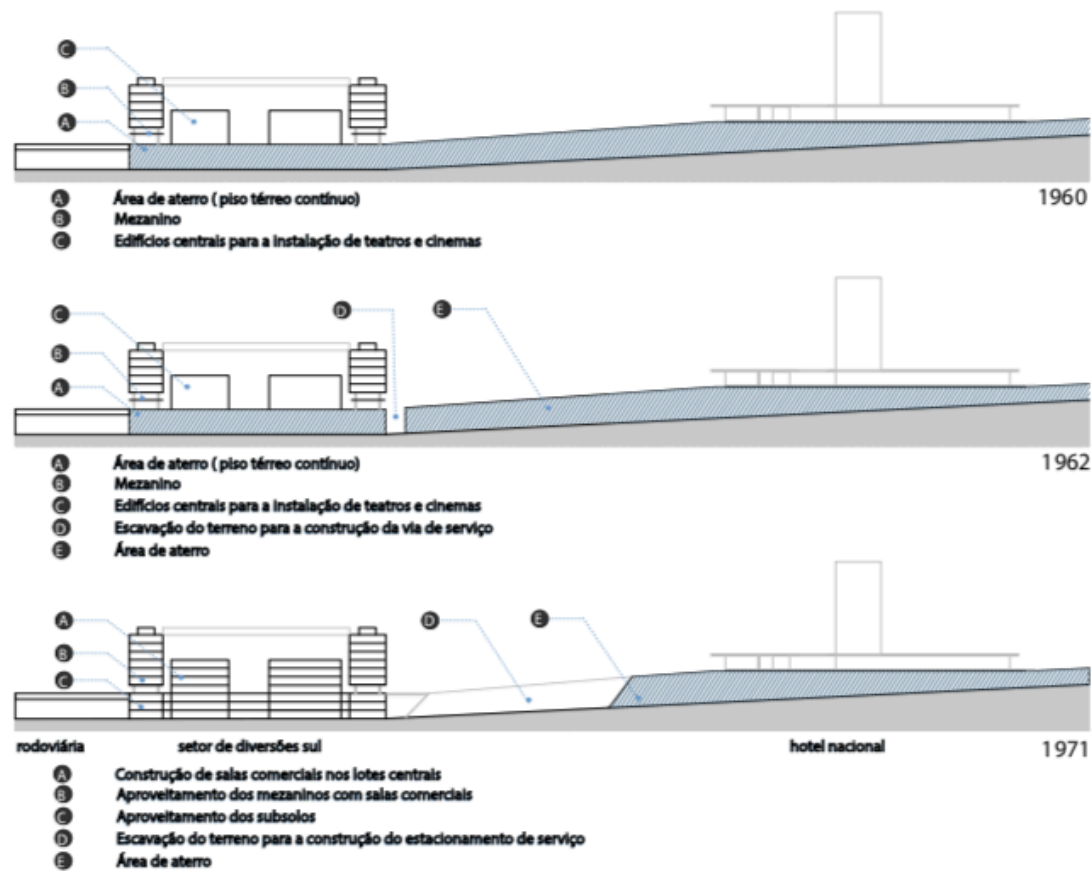 C
B
A
A Área de aterro ( piso térreo contínuo)
1960
B Mezanino
C Edifícios centrais para a instalação de teatros e cinemas
C
D
E
B
A
A Área de aterro ( piso térreo contínuo)
1962
B Mezanino
C Edifícios centrais para a instalação de teatros e cinemas
D Escavação do terreno para a construção da via de serviço
E Área de aterro
A
D
E
B
C
rodoviária setor de diversões sul hotel nacional 1971
A Construção de salas comerciais nos lotes centrais
B Aproveitamento dos mezaninos com salas comerciais
C Aproveitamento dos subsolos
D Escavação do terreno para a construção do estacionamento de serviço
E Área de aterro